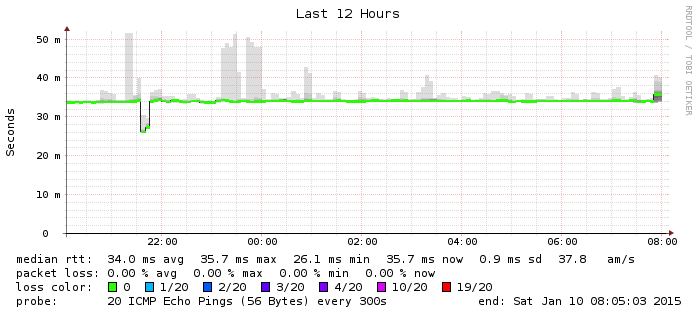 Last 12 Hours
RRDTOOL / TOBI OETIKER
Seconds
50 m
40 m
30 m
20 m
10 m
0
22:00 00:00 02:00 04:00 06:00 08:00
median rtt: 34.0 ms avg 35.7 ms max 26.1 ms min 35.7 ms now 0.9 ms sd 37.8 am/s
packet loss: 0.00 % avg 0.00 % max 0.00 % min 0.00 % now
loss color: 0 1/20 2/20 3/20 4/20 10/20 19/20
probe: 20 ICMP Echo Pings (56 Bytes) every 300s end: Sat Jan 10 08:05:03 2015